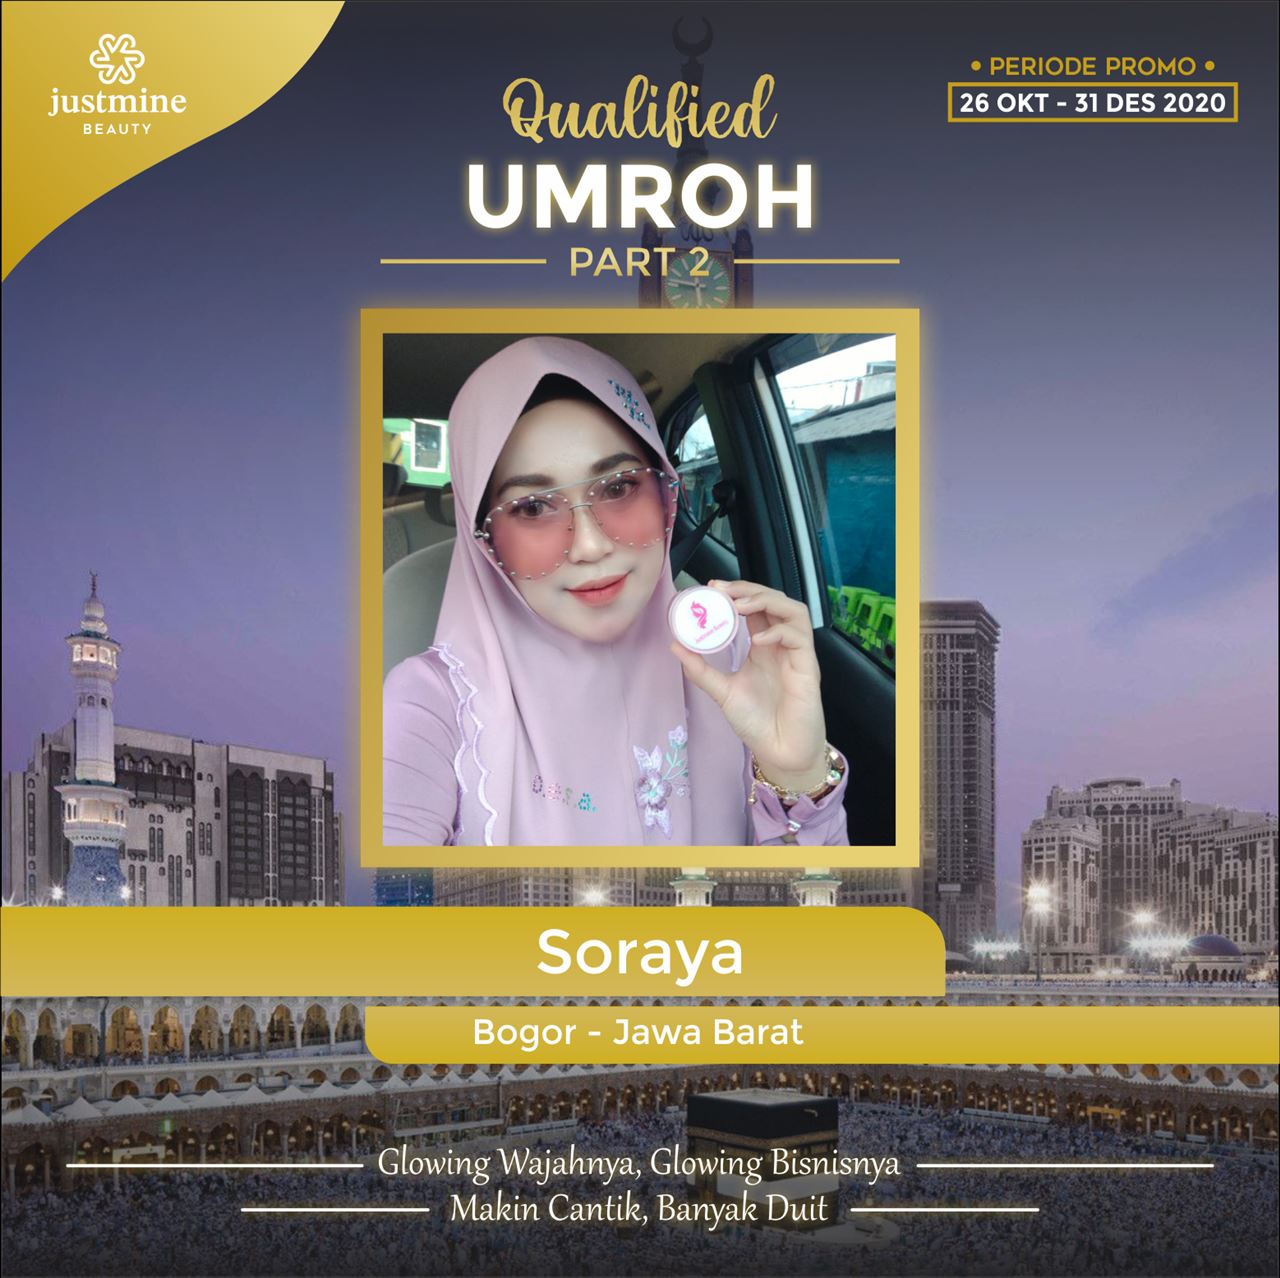 justmine
BEAUTY
• PERIODE PROMO •
26 OKT - 31 DES 2020
Qualified
UMROH
PART 2
Soraya
Bogor - Jawa Barat
Glowing Wajahnya, Glowing Bisnisnya
Makin Cantik, Banyak Duit